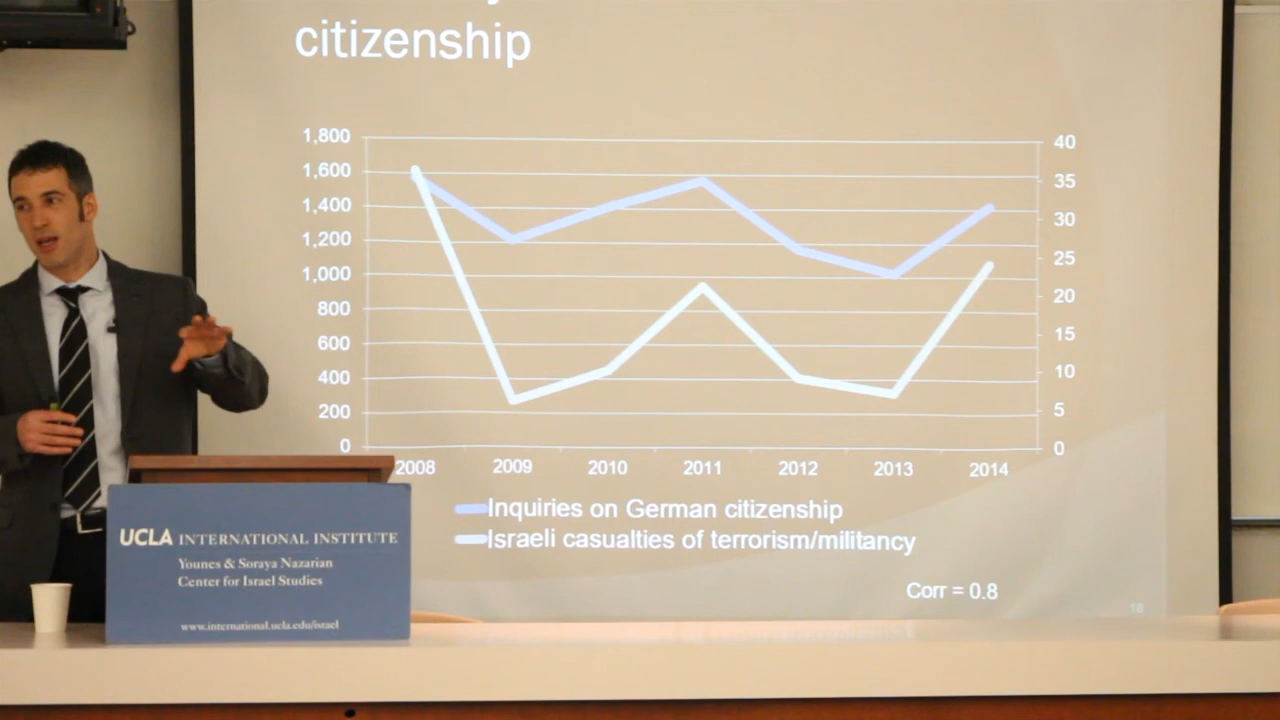 citizenship
1,800
1,600
1,400
1,200
1,000
800
600
400
200
0
40
35
30
25
20
15
10
5
0
2008 2009 2010 2011 2012 2013 2014
Inquiries on German citizenship
Israeli casualties of terrorism/militancy
Corr = 0.8
18
UCLA INTERNATIONAL INSTITUTE
Younes & Soraya Nazarian
Center for Israel Studies
www.international.ucla.edu/israel